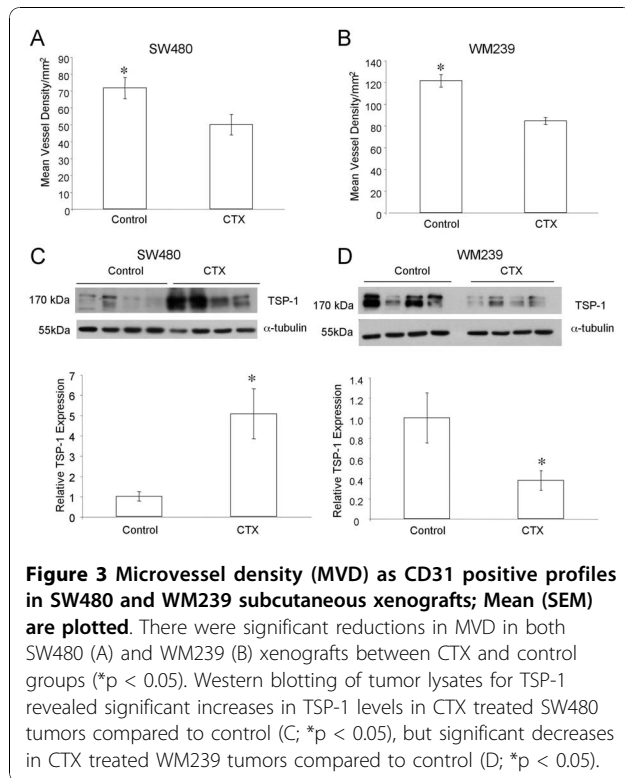 A
SW480
Mean Vessel Density/mm²
90
80
70
60
50
40
30
20
10
0
*
Control
CTX
B
WM239
Mean Vessel Density/mm²
140
120
100
80
60
40
20
0
*
Control
CTX
C
SW480
Control
CTX
170 kDa
TSP-1
55kDa
α-tubulin
Relative TSP-1 Expression
7
6
5
4
3
2
1
0
*
Control
CTX
D
WM239
Control
CTX
170 kDa
TSP-1
55kDa
α-tubulin
Relative TSP-1 Expression
1.4
1.2
1.0
0.8
0.6
0.4
0.2
0
*
Control
CTX
Figure 3 Microvessel density (MVD) as CD31 positive profiles
in SW480 and WM239 subcutaneous xenografts; Mean (SEM)
are plotted. There were significant reductions in MVD in both
SW480 (A) and WM239 (B) xenografts between CTX and control
groups (*p < 0.05). Western blotting of tumor lysates for TSP-1
revealed significant increases in TSP-1 levels in CTX treated SW480
tumors compared to control (C; *p < 0.05), but significant decreases
in CTX treated WM239 tumors compared to control (D; *p < 0.05).